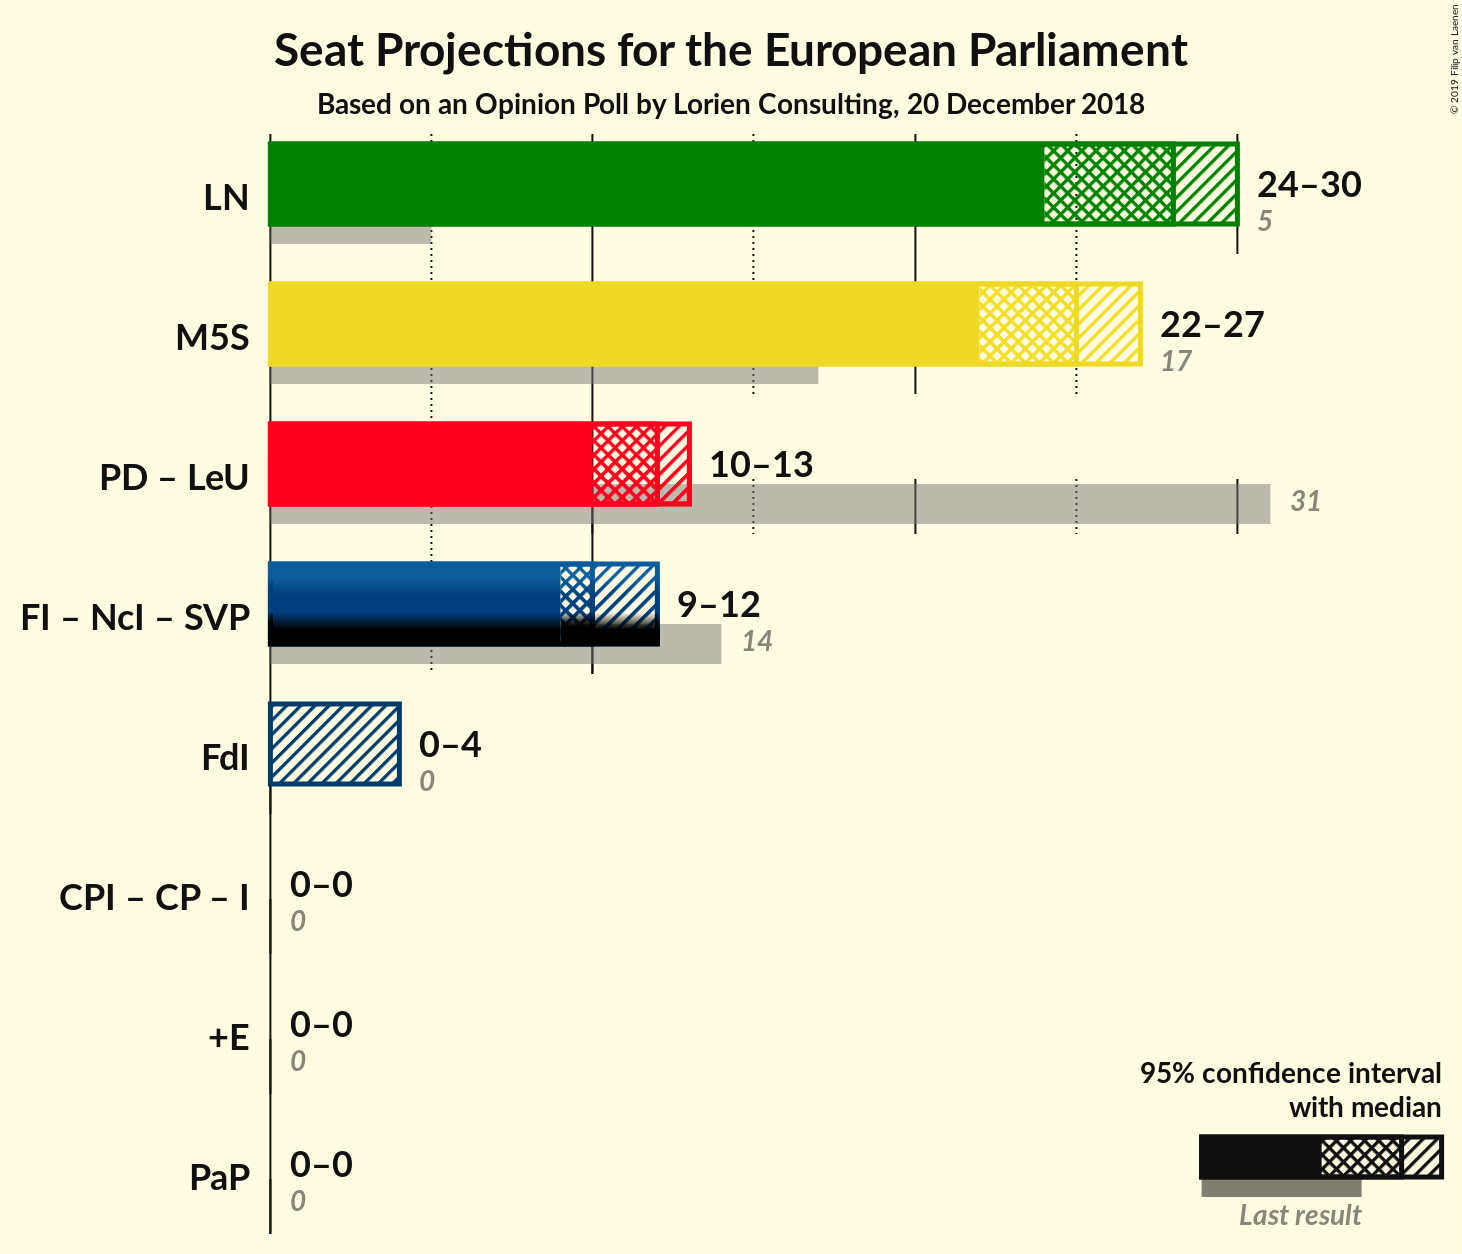 Seat Projections for the European Parliament
Based on an Opinion Poll by Lorien Consulting, 20 December 2018
© 2019 Filip van Laenen
LN
24–30
5
M5S
22–27
17
PD – LeU
10–13
31
FI – NcI – SVP
9–12
14
FdI
0–4
0
CPI – CP – I
0–0
0
+E
0–0
0
PaP
0–0
0
95% confidence interval
with median
Last result